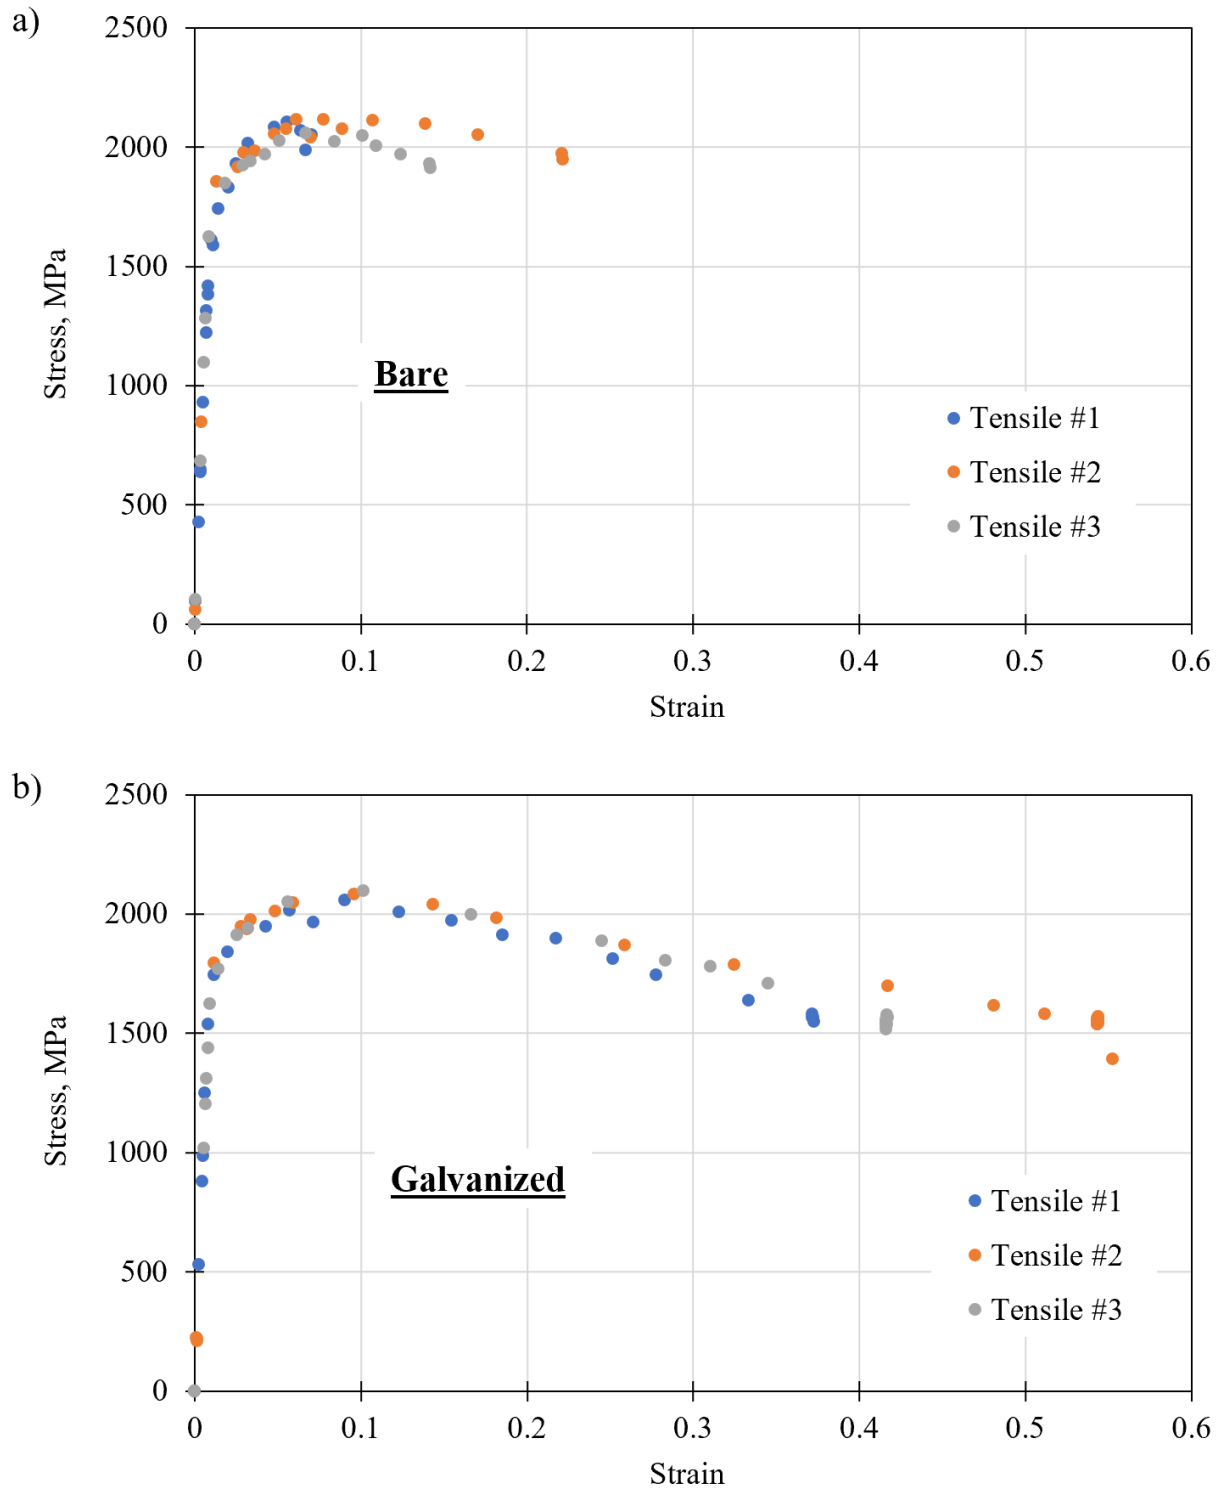 a)
2500
2000
1500
1000
500
0
Stress, MPa
Bare
Tensile #1
Tensile #2
Tensile #3
0 0.1 0.2 0.3 0.4 0.5 0.6
Strain
b)
2500
2000
1500
1000
500
0
Stress, MPa
Galvanized
Tensile #1
Tensile #2
Tensile #3
0 0.1 0.2 0.3 0.4 0.5 0.6
Strain